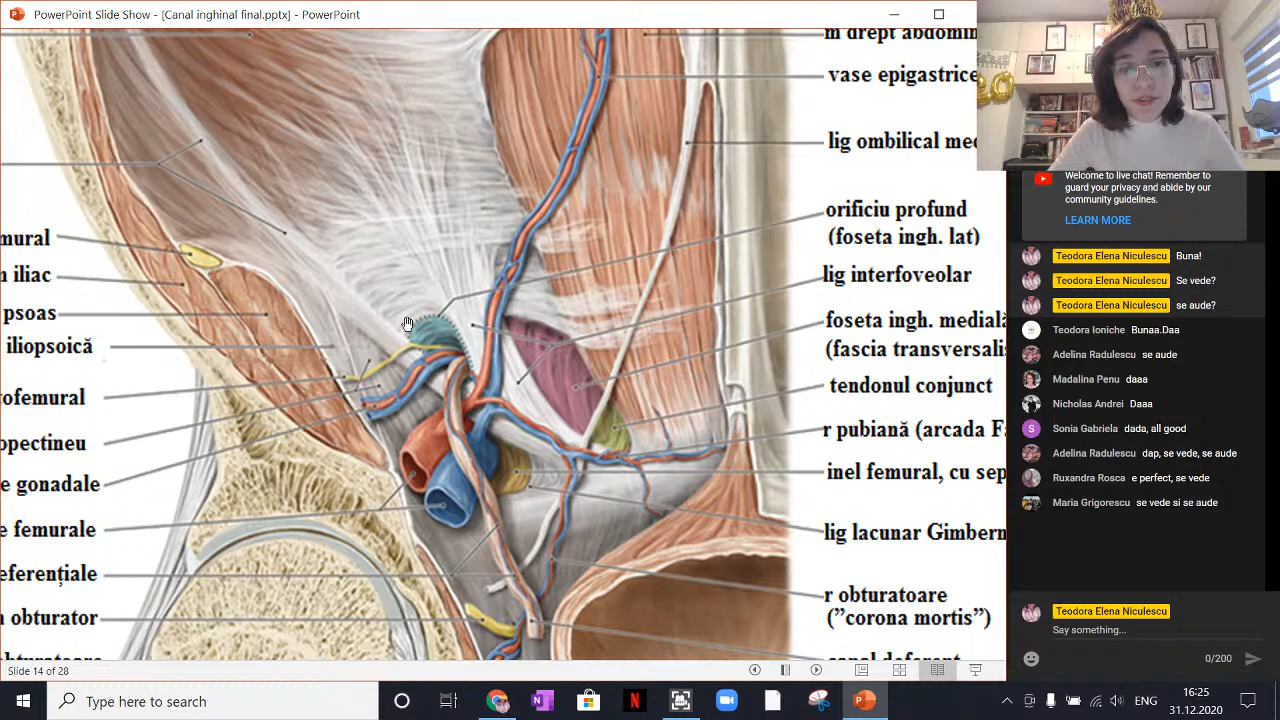 PowerPoint Slide Show - [Canal inghinal final.pptx] - PowerPoint
m drept abdomin
vase epigastrice
lig ombilical med
orificiu profund
(foseta ingh. lat)
lig interfoveolar
foseta ingh. medială
(fascia transversalis
tendonul conjunct
r pubiană (arcada F
inel femural, cu sep
lig lacunar Gimbern
r obturatoare
("corona mortis")
canal deferent
mural
n iliac
psoas
iliopsoică
ofemural
opectineu
e gonadale
e femurale
eferențiale
n obturator
obturatoare
Welcome to live chat! Remember to
guard your privacy and abide by our
community guidelines.
LEARN MORE
Teodora Elena Niculescu Buna!
Teodora Elena Niculescu Se vede?
Teodora Elena Niculescu se aude?
Teodora Ioniche Bunaa.Daa
Adelina Radulescu se aude
Madalina Penu daaa
Nicholas Andrei Daaa
S Sonia Gabriela dada, all good
Adelina Radulescu dap, se vede, se aude
Ruxandra Rosca e perfect, se vede
Maria Grigorescu se vede si se aude
Teodora Elena Niculescu
Say something...
0/200
Slide 14 of 28
Type here to search
ENG
16:25
31.12.2020